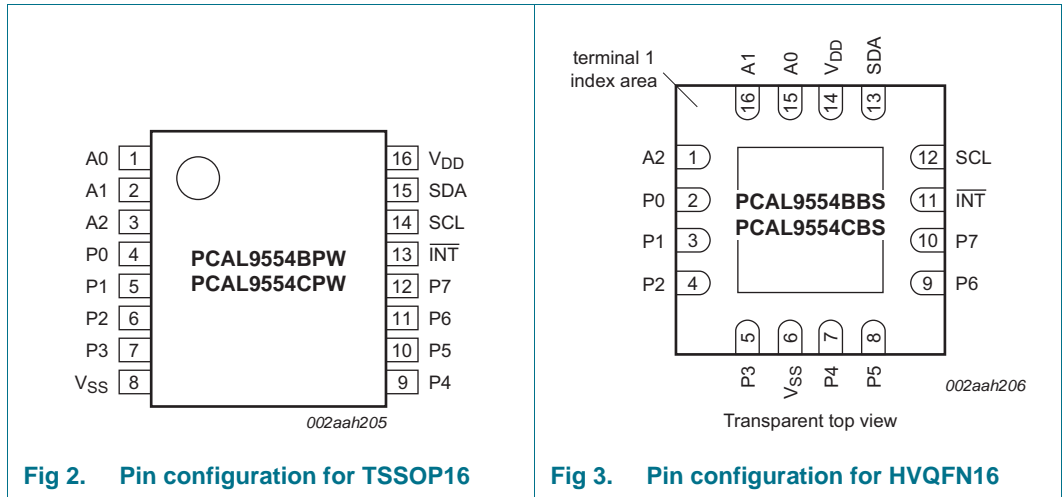 A0 1
A1 2
A2 3
P0 4
P1 5
P2 6
P3 7
VSS 8
PCAL9554BPW
PCAL9554CPW
16 VDD
15 SDA
14 SCL
13 INT
12 P7
11 P6
10 P5
9 P4
002aah205
Fig 2. Pin configuration for TSSOP16
terminal 1
index area
A1 A0 VDD SDA
16 15 14 13
A2 1
P0 2
P1 3
P2 4
PCAL9554BBS
PCAL9554CBS
12 SCL
11 INT
10 P7
9 P6
5 6 7 8
P3 VSS P4 P5
002aah206
Transparent top view
Fig 3. Pin configuration for HVQFN16